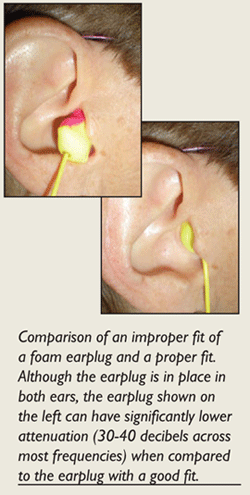 Comparison of an improper fit of
a foam earplug and a proper fit.
Although the earplug is in place in
both ears, the earplug shown on
the left can have significantly lower
attenuation (30-40 decibels across
most frequencies) when compared
to the earplug with a good fit.